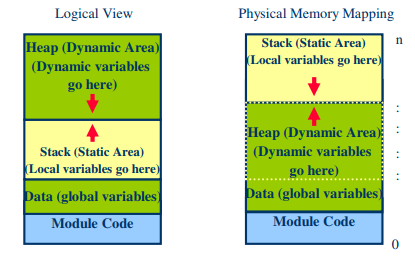 Logical View
Heap (Dynamic Area)
(Dynamic variables
go here)
Stack (Static Area)
(Local variables go here)
Data (global variables)
Module Code
Physical Memory Mapping
Stack (Static Area)
(Local variables go here)
Heap (Dynamic Area)
(Dynamic variables
go here)
Data (global variables)
Module Code
n
:
:
:
:
0